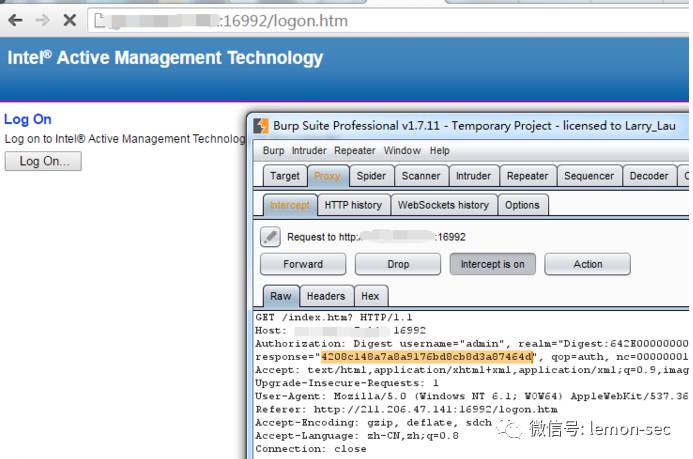 :16992/logon.htm
Intel® Active Management Technology
Log On
Log on to Intel® Active Management Technolog
Log On...
Burp Suite Professional v1.7.11 - Temporary Project - licensed to Larry_Lau
Burp Intruder Repeater Window Help
Target Proxy Spider Scanner Intruder Repeater Sequencer Decoder C
Intercept HTTP history WebSockets history Options
Request to http:/ :16992
Forward Drop Intercept is on Action
Raw Headers Hex
GET /index.htm? HTTP/1.1
Host: 16992
Authorization: Digest username="admin", realm="Digest:642E00000000
response="4208c148a7a8a9176bd8cb8d3a87464d", qop=auth, nc=00000001
Accept: text/html,application/xhtml+xml,application/xml;q=0.9,imag
Upgrade-Insecure-Requests: 1
User-Agent: Mozilla/5.0 (Windows NT 6.1; WOW64) AppleWebKit/537.36
Referer: http://211.206.47.141:16992/logon.htm
Accept-Encoding: gzip, deflate, sdch
Accept-Language: zh-CN,zh;q=0.8
Connection: close
微信号: lemon-sec